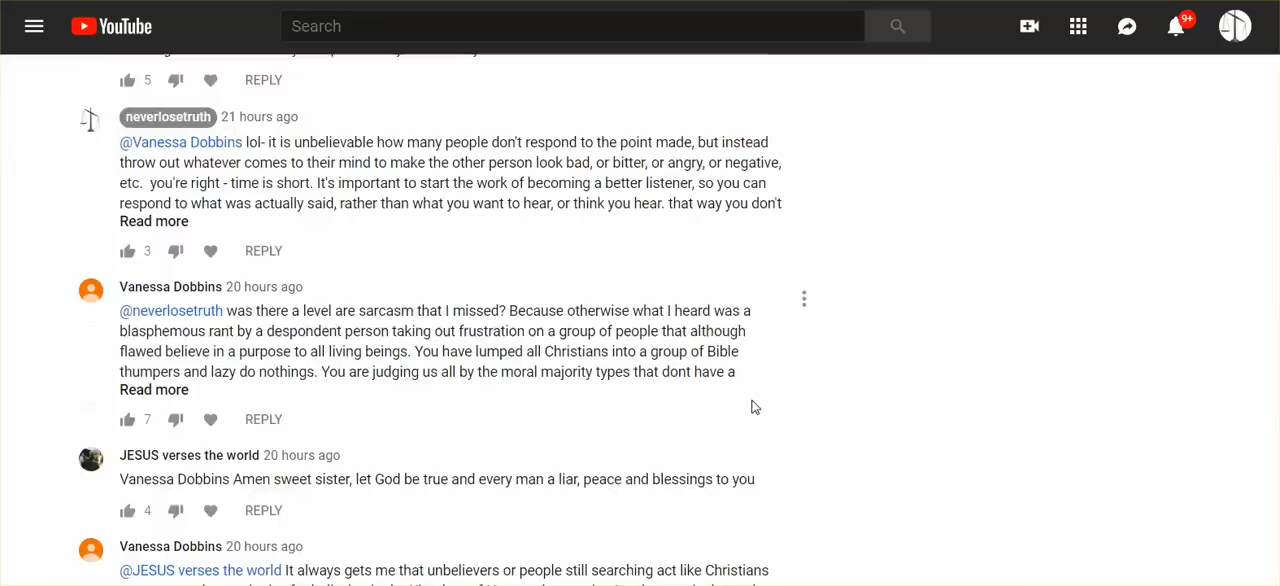 YouTube
Search
9+
5
REPLY
neverlosetruth 21 hours ago
@Vanessa Dobbins lol- it is unbelievable how many people don't respond to the point made, but instead
throw out whatever comes to their mind to make the other person look bad, or bitter, or angry, or negative,
etc. you're right - time is short. It's important to start the work of becoming a better listener, so you can
respond to what was actually said, rather than what you want to hear, or think you hear. that way you don't
Read more
3
REPLY
Vanessa Dobbins 20 hours ago
@neverlosetruth was there a level are sarcasm that I missed? Because otherwise what I heard was a
blasphemous rant by a despondent person taking out frustration on a group of people that although
flawed believe in a purpose to all living beings. You have lumped all Christians into a group of Bible
thumpers and lazy do nothings. You are judging us all by the moral majority types that dont have a
Read more
7
REPLY
JESUS verses the world 20 hours ago
Vanessa Dobbins Amen sweet sister, let God be true and every man a liar, peace and blessings to you
4
REPLY
Vanessa Dobbins 20 hours ago
@JESUS verses the world It always gets me that unbelievers or people still searching act like Christians